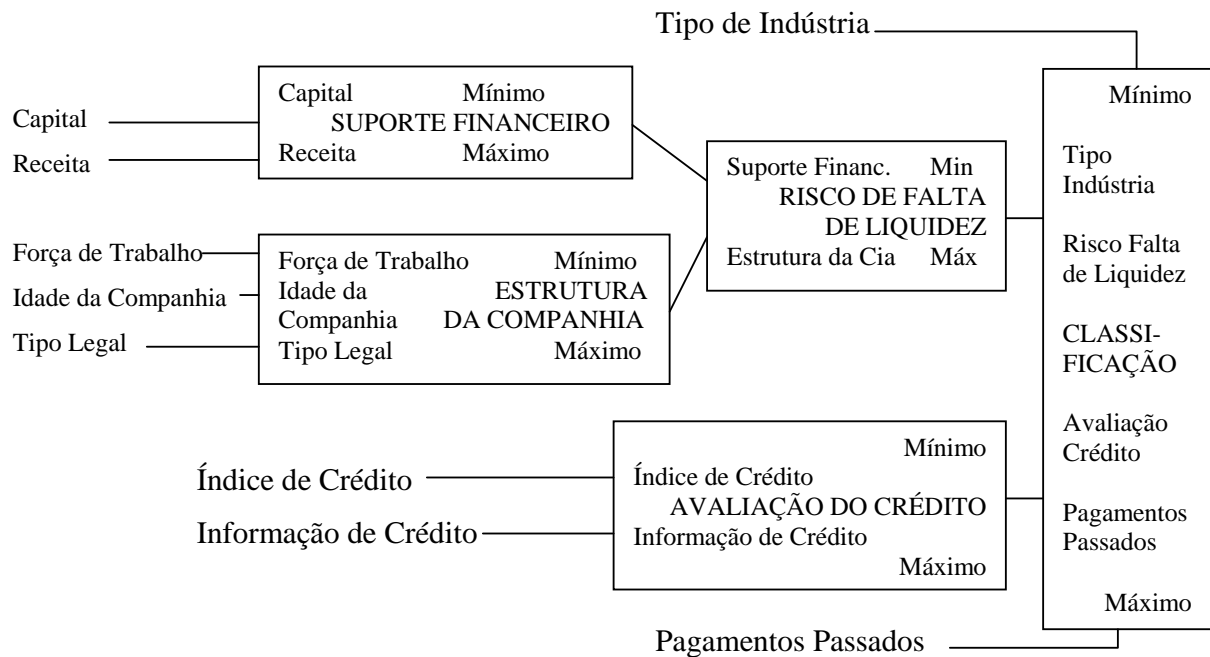 Tipo de Indústria
Capital
Receita
Capital Mínimo
SUPORTE FINANCEIRO
Receita Máximo
Força de Trabalho
Idade da Companhia
Tipo Legal
Força de Trabalho Mínimo
Idade da ESTRUTURA
Companhia DA COMPANHIA
Tipo Legal Máximo
Suporte Financ. Min
RISCO DE FALTA
DE LIQUIDEZ
Estrutura da Cia Máx
Índice de Crédito
Informação de Crédito
Mínimo
Índice de Crédito
AVALIAÇÃO DO CRÉDITO
Informação de Crédito
Máximo
Mínimo
Tipo
Indústria
Risco Falta
de Liquidez
CLASSI-
FICAÇÃO
Avaliação
Crédito
Pagamentos
Passados
Máximo
Pagamentos Passados